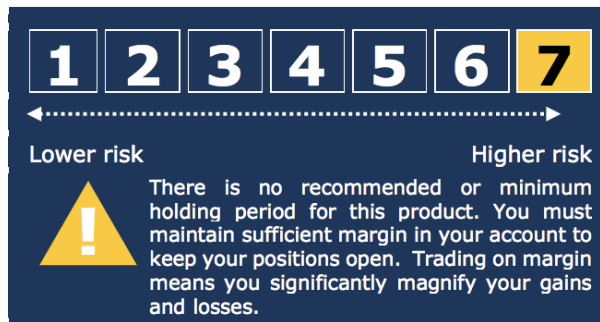 1 2 3 4 5 6 7
Lower risk Higher risk
!
There is no recommended or minimum
holding period for this product. You must
maintain sufficient margin in your account to
keep your positions open. Trading on margin
means you significantly magnify your gains
and losses.